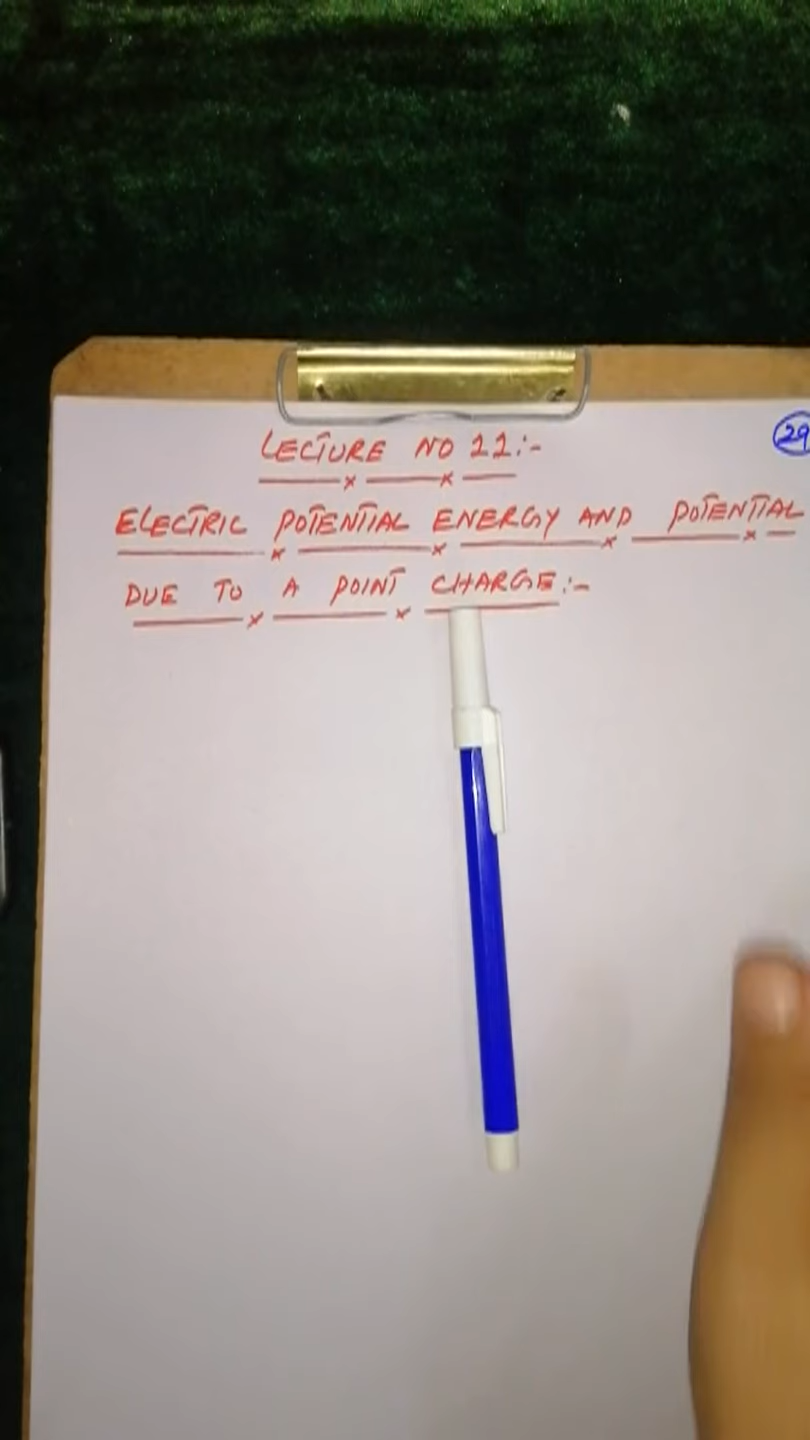 LECTURE NO 22:-
29
ELECTRIC POTENTIAL ENERGY AND POTENTIAL
DUE TO A POINT CHARGE:-